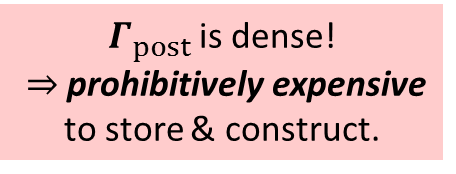 𝜞post is dense!
⇒ prohibitively expensive
to store & construct.